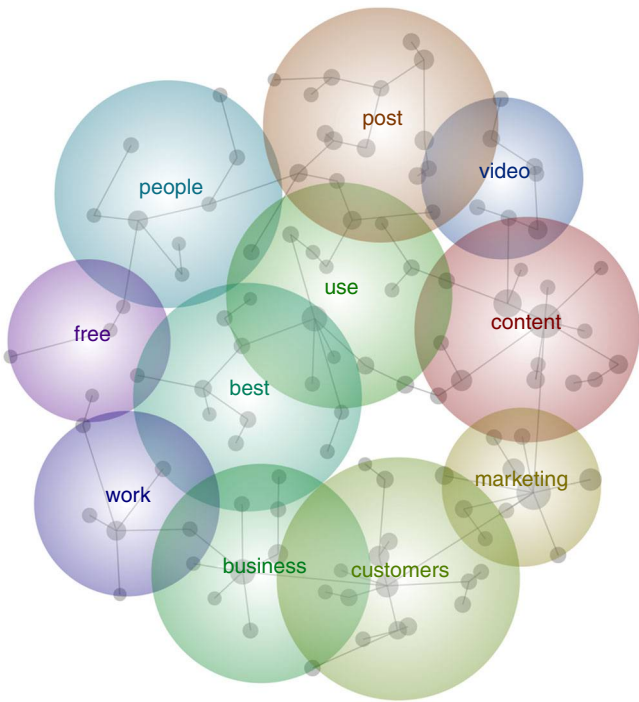 post
video
people
use
content
free
best
marketing
work
business
customers